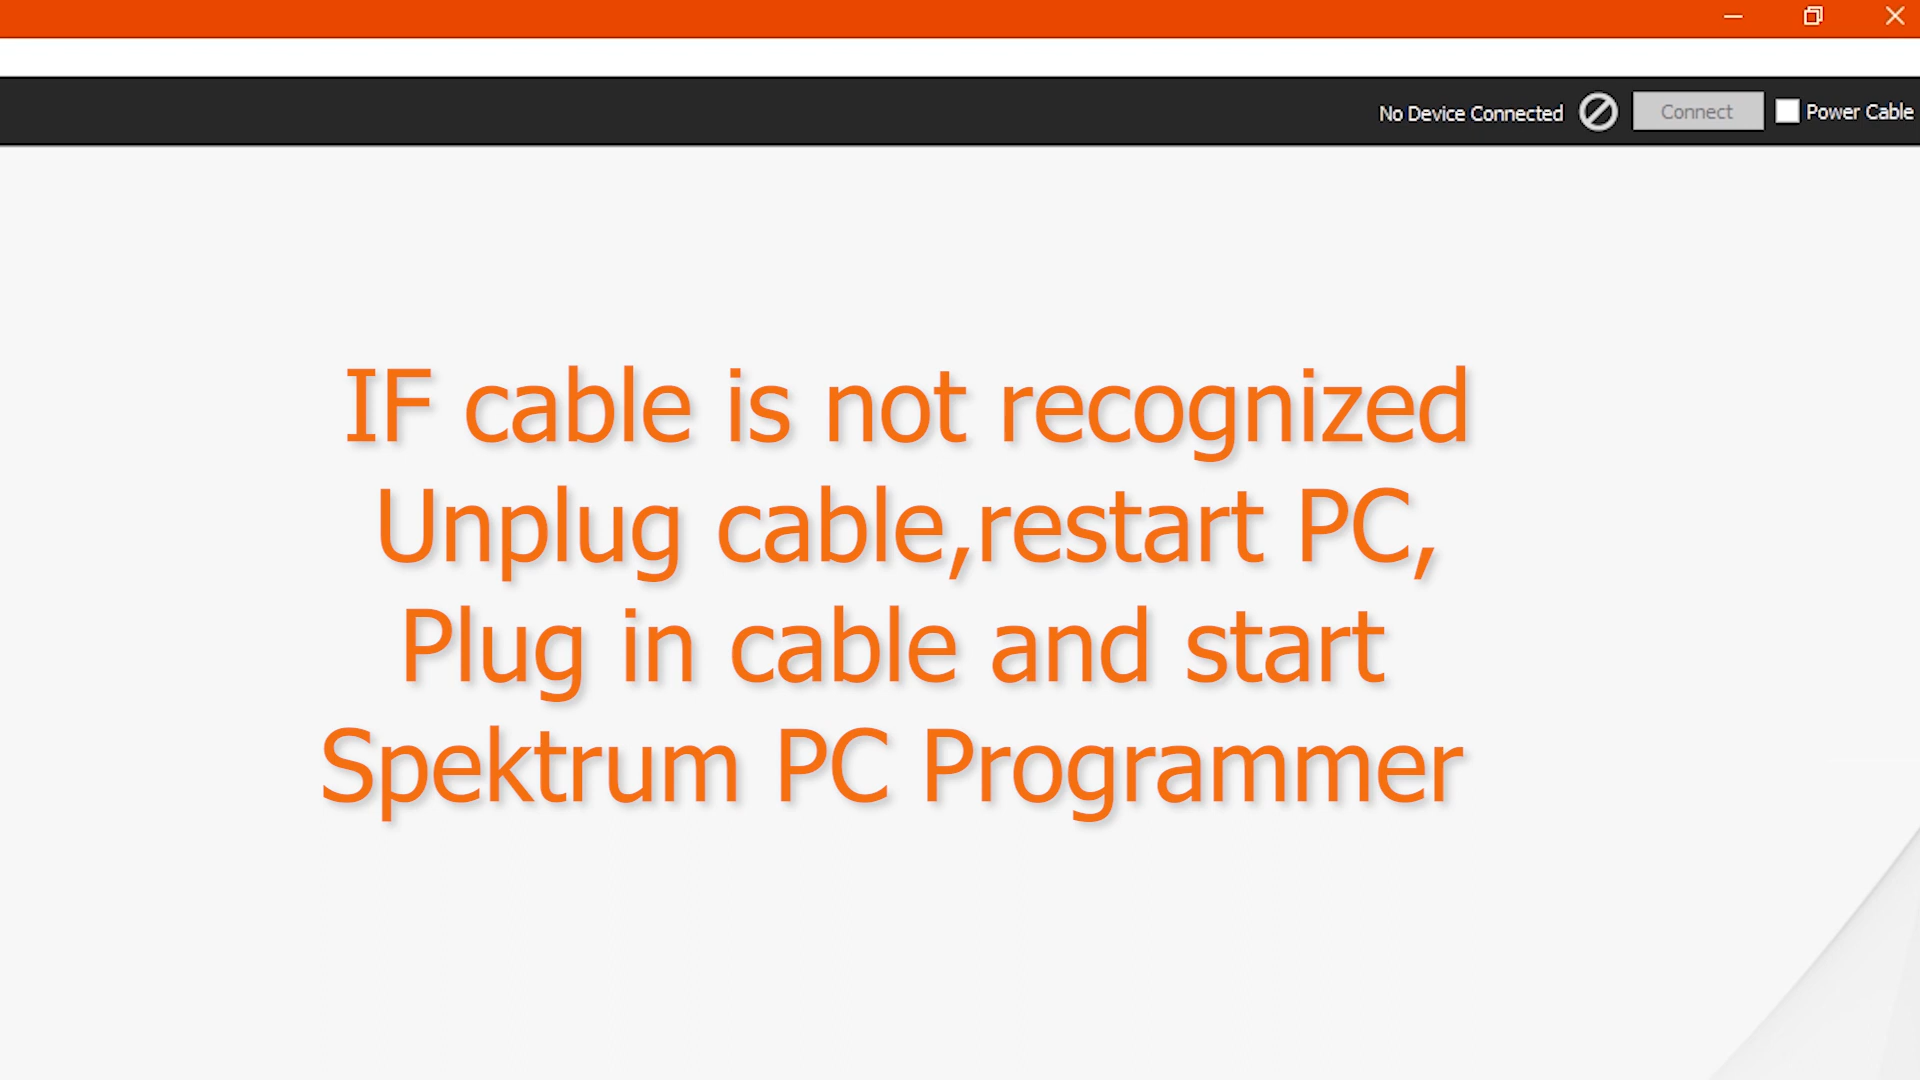 No Device Connected Connect Power Cable
IF cable is not recognized
Unplug cable,restart PC,
Plug in cable and start
Spektrum PC Programmer